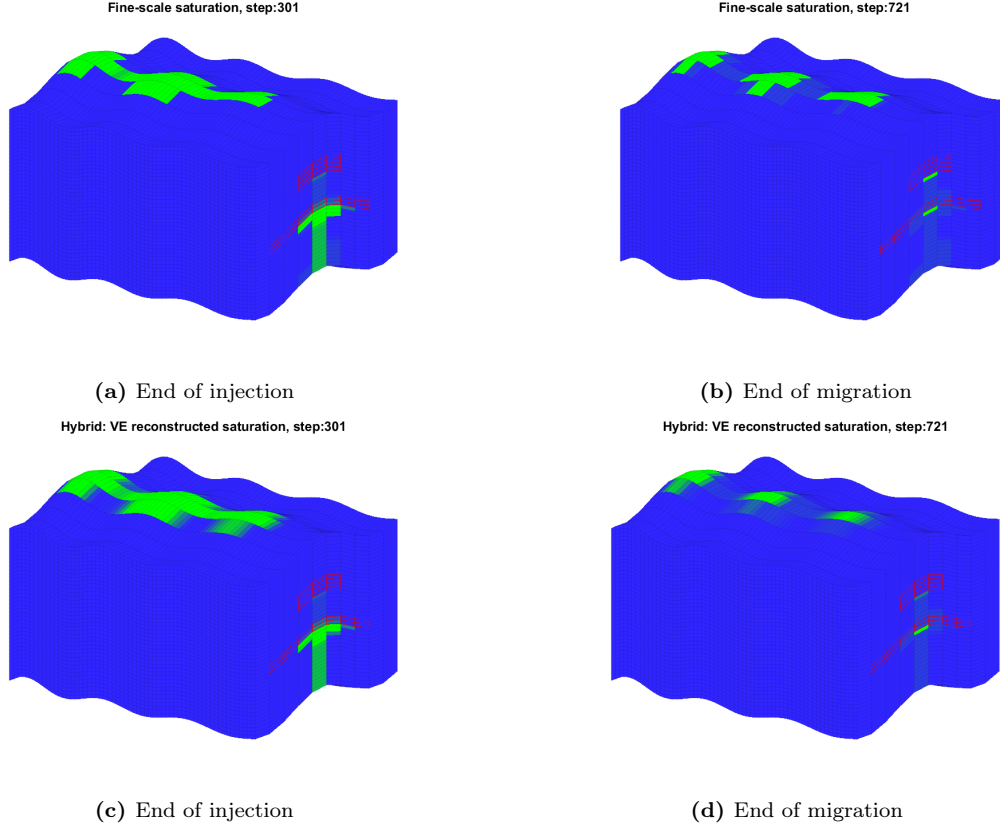 Fine-scale saturation, step:301
Fine-scale saturation, step:721
(a) End of injection
(b) End of migration
Hybrid: VE reconstructed saturation, step:301
Hybrid: VE reconstructed saturation, step:721
(c) End of injection
(d) End of migration